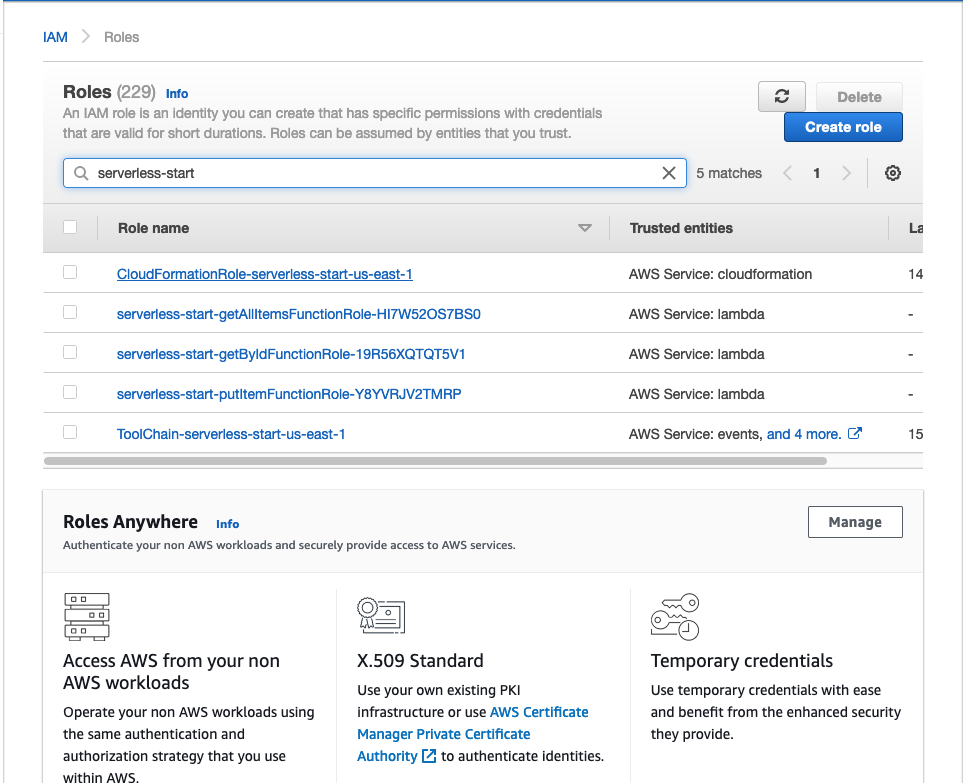 IAM > Roles
Roles (229) Info
An IAM role is an identity you can create that has specific permissions with credentials
that are valid for short durations. Roles can be assumed by entities that you trust.
Delete
Create role
serverless-start
5 matches
1
Role name
Trusted entities
La
CloudFormationRole-serverless-start-us-east-1 AWS Service: cloudformation 14
serverless-start-getAllItemsFunctionRole-HI7W52OS7BS0 AWS Service: lambda -
serverless-start-getByIdFunctionRole-19R56XQTQT5V1 AWS Service: lambda -
serverless-start-putItemFunctionRole-Y8YVRJV2TMRP AWS Service: lambda -
ToolChain-serverless-start-us-east-1 AWS Service: events, and 4 more. 15
Roles Anywhere Info
Manage
Authenticate your non AWS workloads and securely provide access to AWS services.
Access AWS from your non
AWS workloads
Operate your non AWS workloads using
the same authentication and
authorization strategy that you use
within AWS.
X.509 Standard
Use your own existing PKI
infrastructure or use AWS Certificate
Manager Private Certificate
Authority to authenticate identities.
Temporary credentials
Use temporary credentials with ease
and benefit from the enhanced security
they provide.